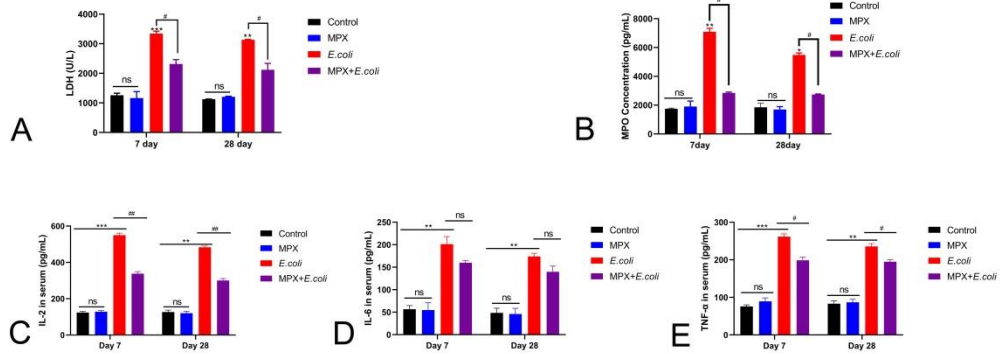 A
LDH (U/L)
4000
3000
2000
1000
0
ns
***
#
ns
**
#
7 day
28 day
Control
MPX
E.coli
MPX+E.coli
B
MPO Concentration (pg/mL)
8000
6000
4000
2000
0
ns
**
ns
*
#
7day
28day
Control
MPX
E.coli
MPX+E.coli
C
IL-2 in serum (pg/mL)
600
400
200
0
***
##
ns
**
##
ns
Day 7
Day 28
Control
MPX
E.coli
MPX+E.coli
D
IL-6 in serum (pg/mL)
250
200
150
100
50
0
**
ns
ns
**
ns
ns
Day 7
Day 28
Control
MPX
E.coli
MPX+E.coli
E
TNF-α in serum (pg/mL)
300
200
100
0
***
#
ns
**
#
ns
Day 7
Day 28
Control
MPX
E.coli
MPX+E.coli